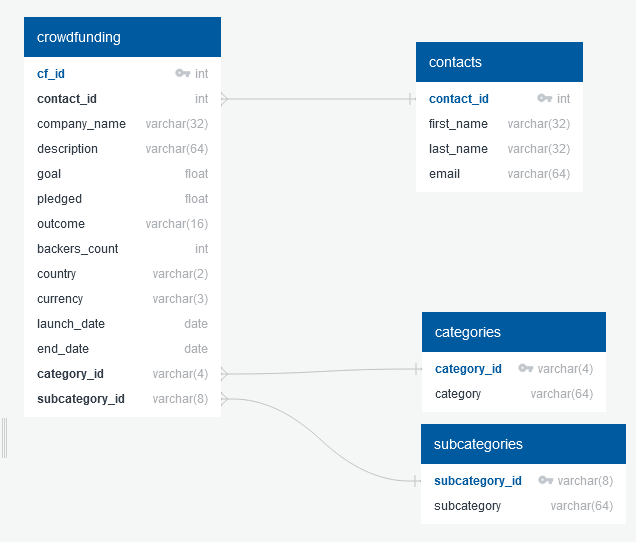 crowdfunding
cf_id int
contact_id int
company_name varchar(32)
description varchar(64)
goal float
pledged float
outcome varchar(16)
backers_count int
country varchar(2)
currency varchar(3)
launch_date date
end_date date
category_id varchar(4)
subcategory_id varchar(8)
contacts
contact_id int
first_name varchar(32)
last_name varchar(32)
email varchar(64)
categories
category_id varchar(4)
category varchar(64)
subcategories
subcategory_id varchar(8)
subcategory varchar(64)